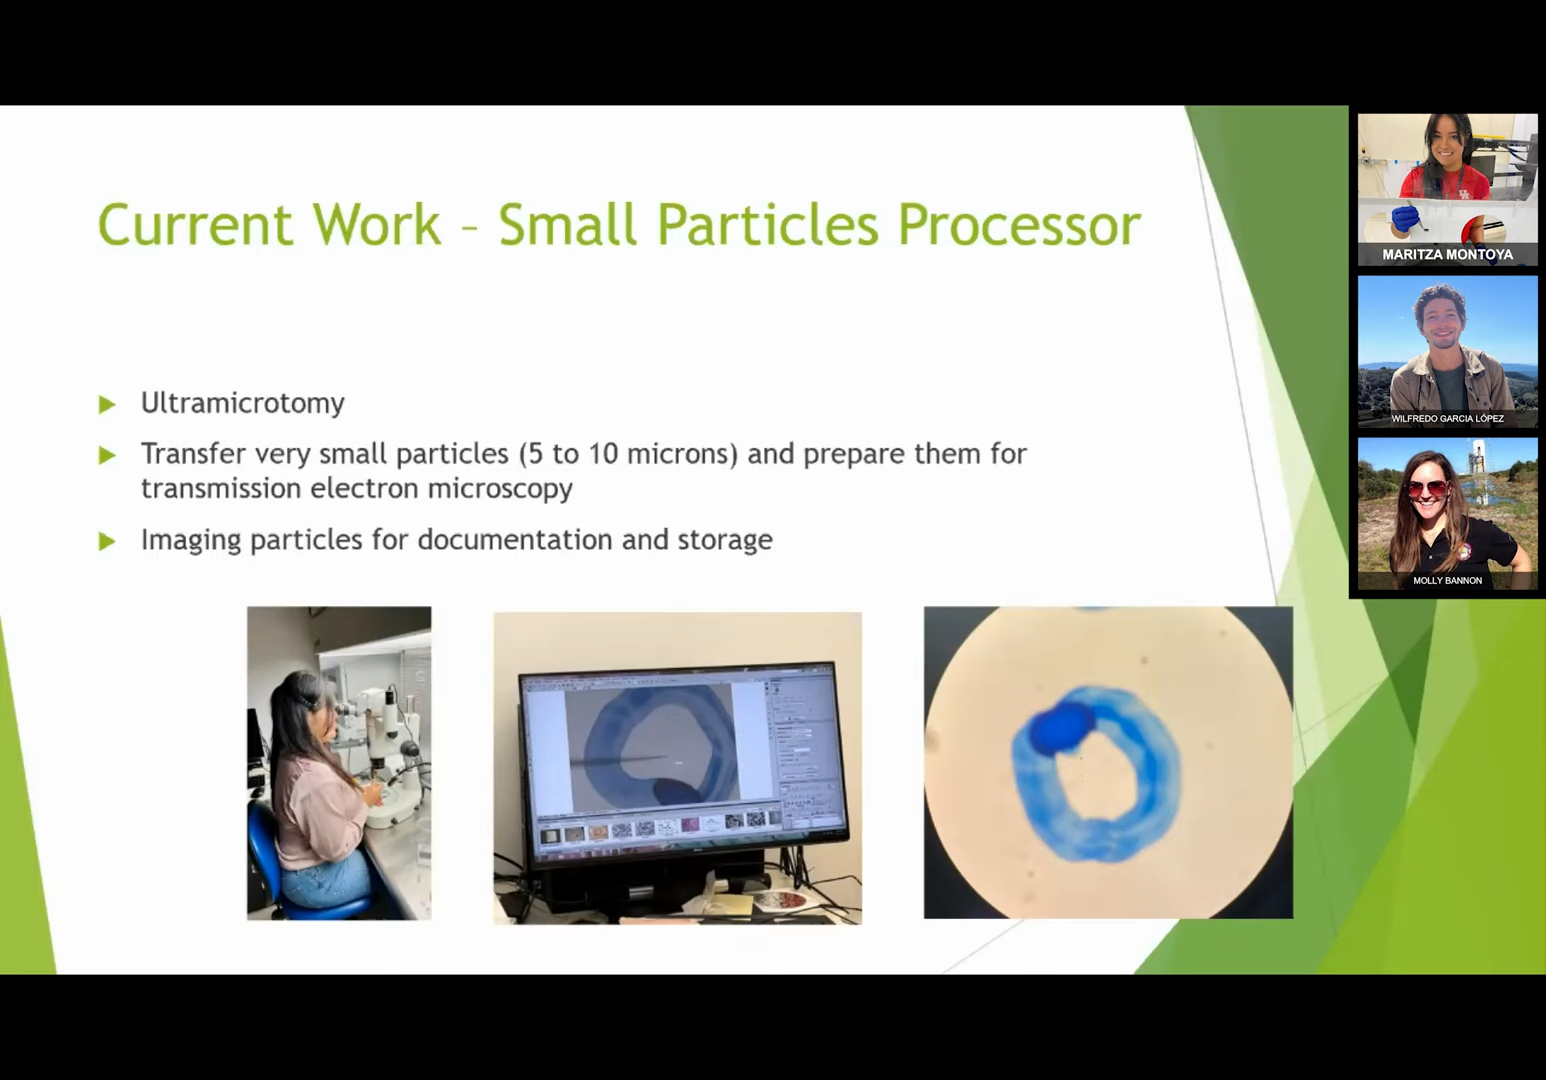 Current Work – Small Particles Processor
Ultramicrotomy
Transfer very small particles (5 to 10 microns) and prepare them for
transmission electron microscopy
Imaging particles for documentation and storage
MARITZA MONTOYA
WILFREDO GARCIA LÓPEZ
MOLLY BANNON